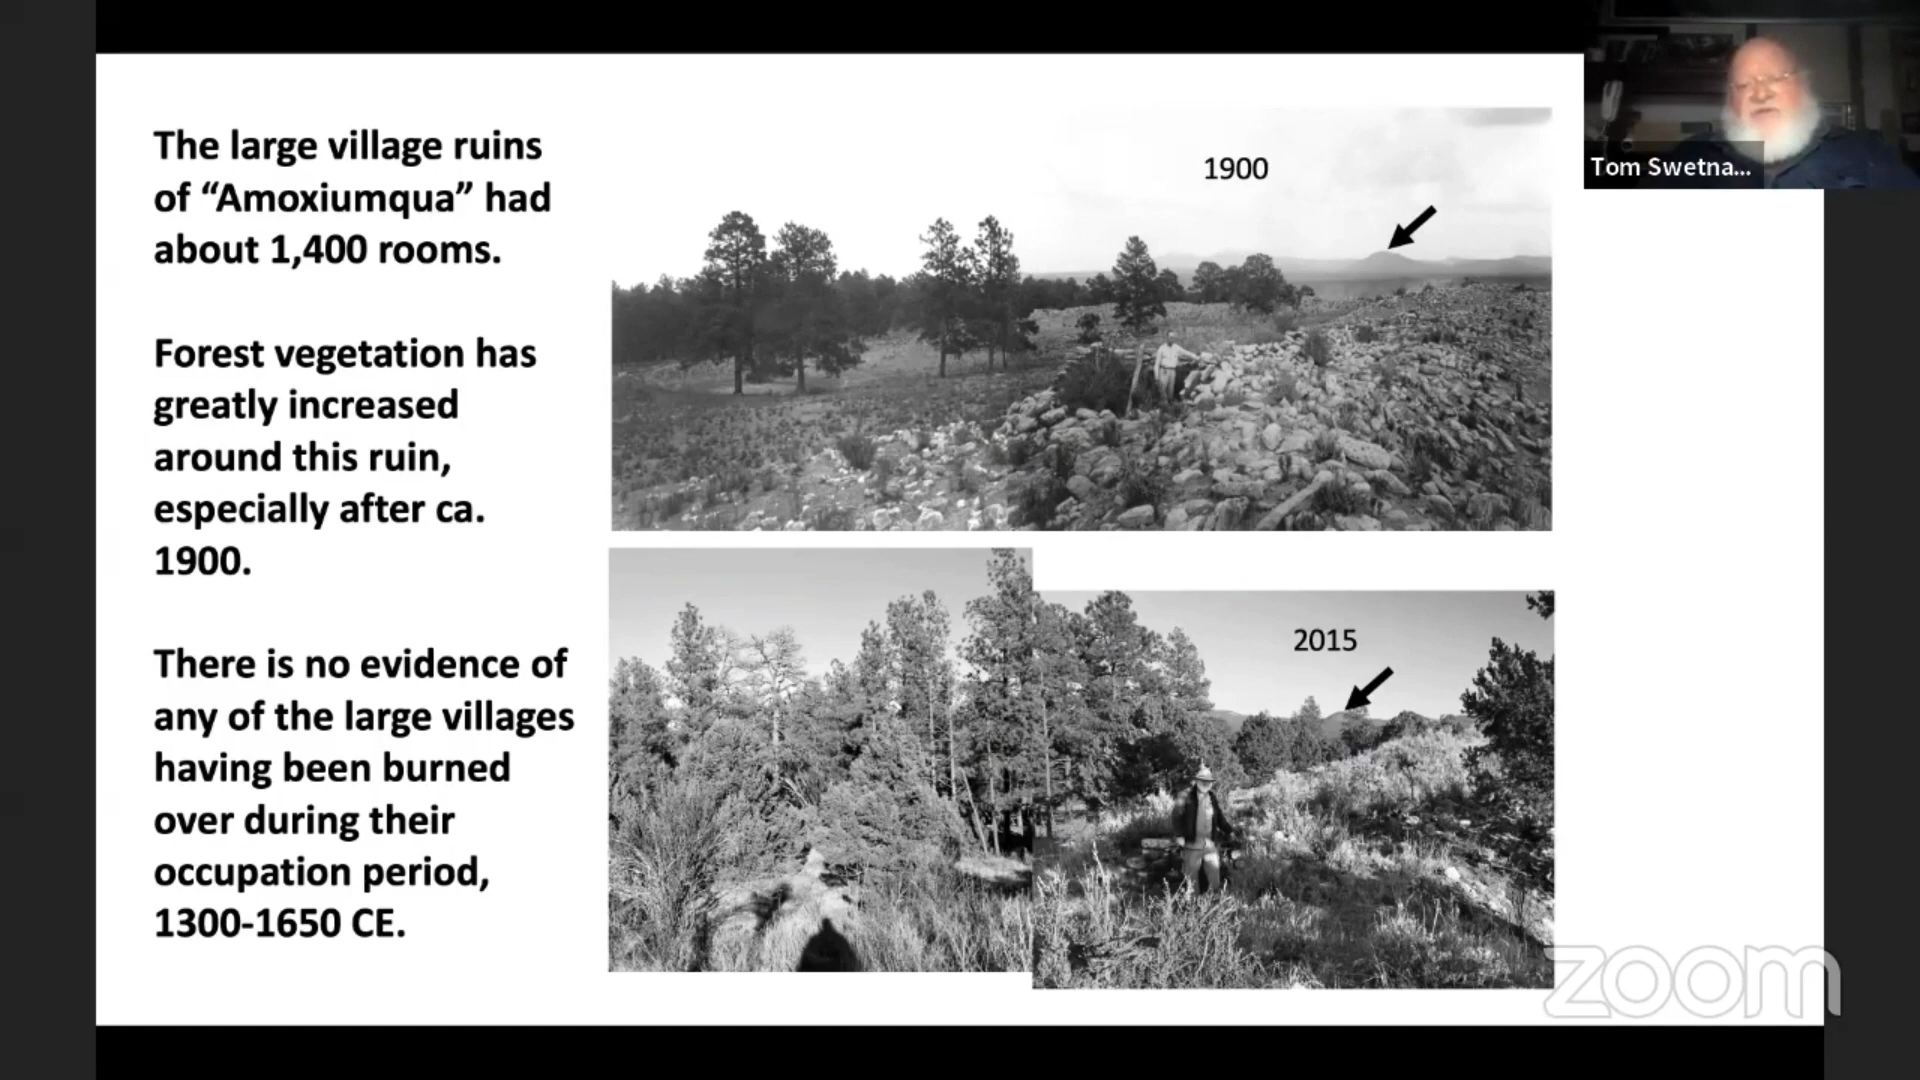 The large village ruins
of “Amoxiumqua” had
about 1,400 rooms.
Forest vegetation has
greatly increased
around this ruin,
especially after ca.
1900.
There is no evidence of
any of the large villages
having been burned
over during their
occupation period,
1300-1650 CE.
1900
2015
Tom Swetna...
zoom